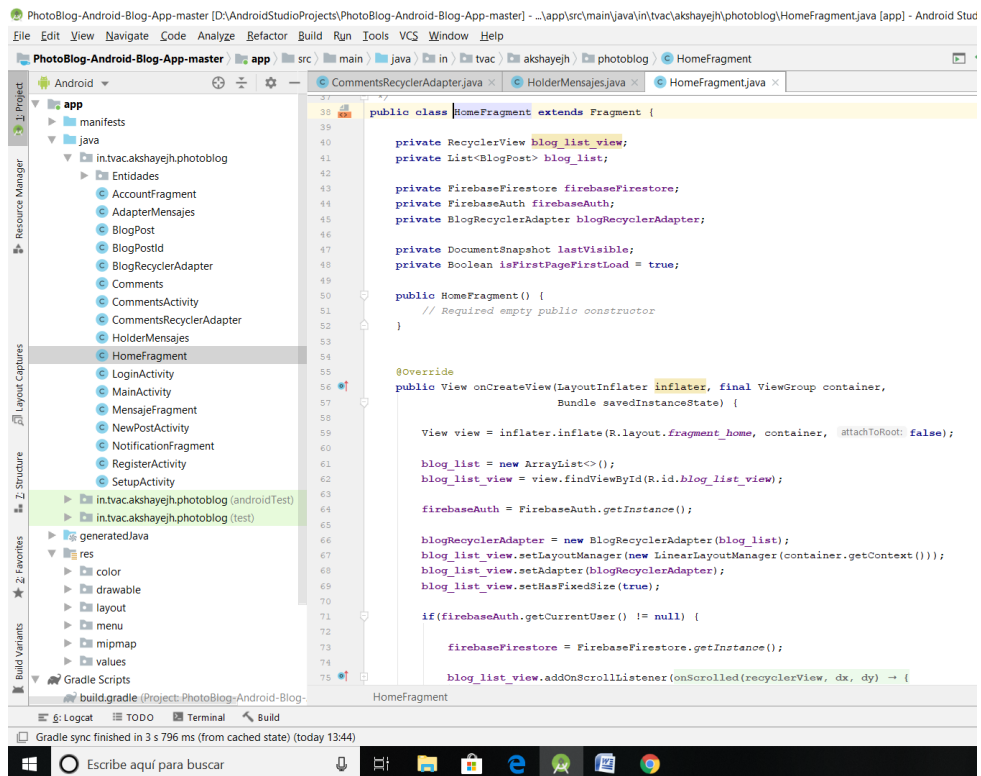 PhotoBlog-Android-Blog-App-master [D:\AndroidStudioProjects\PhotoBlog-Android-Blog-App-master] - ...\app\src\main\java\in\tvac\akshayejh\photoblog\HomeFragment.java [app] - Android Stud
File Edit View Navigate Code Analyze Refactor Build Run Tools VCS Window Help
PhotoBlog-Android-Blog-App-master app src main java in tvac akshayejh photoblog HomeFragment
Android
CommentsRecyclerAdapter.java HolderMensajes.java HomeFragment.java
1: Project
Resource Manager
Layout Captures
Z: Structure
2: Favorites
Build Variants
app
manifests
java
in.tvac.akshayejh.photoblog
Entidades
AccountFragment
AdapterMensajes
BlogPost
BlogPostId
BlogRecyclerAdapter
Comments
CommentsActivity
CommentsRecyclerAdapter
HolderMensajes
HomeFragment
LoginActivity
MainActivity
MensajeFragment
NewPostActivity
NotificationFragment
RegisterActivity
SetupActivity
in.tvac.akshayejh.photoblog (androidTest)
in.tvac.akshayejh.photoblog (test)
generatedJava
res
color
drawable
layout
menu
mipmap
values
Gradle Scripts
build.gradle (Project: PhotoBlog-Android-Blog-
37 */
38 public class HomeFragment extends Fragment {
39
40 private RecyclerView blog_list_view;
41 private List<BlogPost> blog_list;
42
43 private FirebaseFirestore firebaseFirestore;
44 private FirebaseAuth firebaseAuth;
45 private BlogRecyclerAdapter blogRecyclerAdapter;
46
47 private DocumentSnapshot lastVisible;
48 private Boolean isFirstPageFirstLoad = true;
49
50 public HomeFragment() {
51 // Required empty public constructor
52 }
53
54
55 @Override
56 public View onCreateView(LayoutInflater inflater, final ViewGroup container,
57 Bundle savedInstanceState) {
58
59 View view = inflater.inflate(R.layout.fragment_home, container, attachToRoot: false);
60
61 blog_list = new ArrayList<>();
62 blog_list_view = view.findViewById(R.id.blog_list_view);
63
64 firebaseAuth = FirebaseAuth.getInstance();
65
66 blogRecyclerAdapter = new BlogRecyclerAdapter(blog_list);
67 blog_list_view.setLayoutManager(new LinearLayoutManager(container.getContext()));
68 blog_list_view.setAdapter(blogRecyclerAdapter);
69 blog_list_view.setHasFixedSize(true);
70
71 if(firebaseAuth.getCurrentUser() != null) {
72
73 firebaseFirestore = FirebaseFirestore.getInstance();
74
75 blog_list_view.addOnScrollListener(onScrolled(recyclerView, dx, dy) → {
HomeFragment
6: Logcat TODO Terminal Build
Gradle sync finished in 3 s 796 ms (from cached state) (today 13:44)
Escribe aquí para buscar